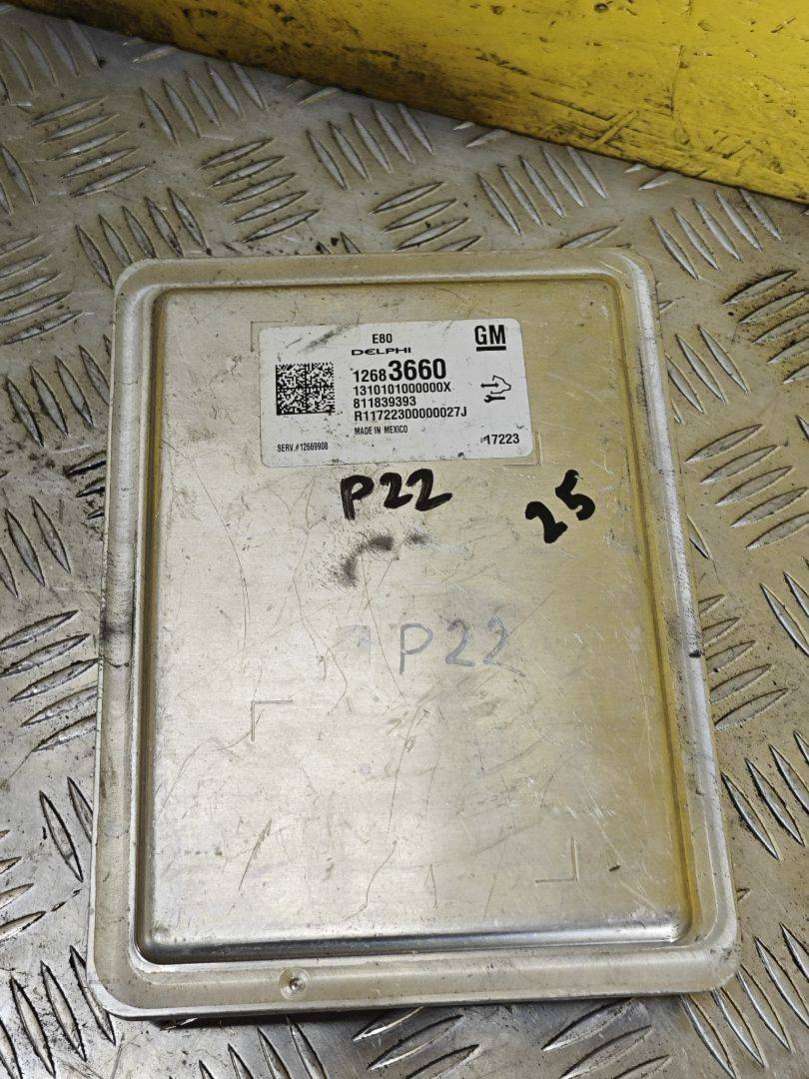 E80
GM
DELPHI
12683660
1310101000000X
811839393
R11722300000027J
MADE IN MEXICO
SERV.#12669908
17223
P22
25
P22